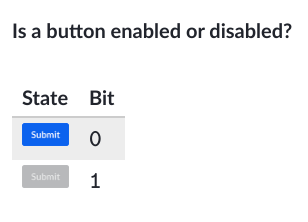 Is a button enabled or disabled?
State Bit
Submit 0
Submit 1